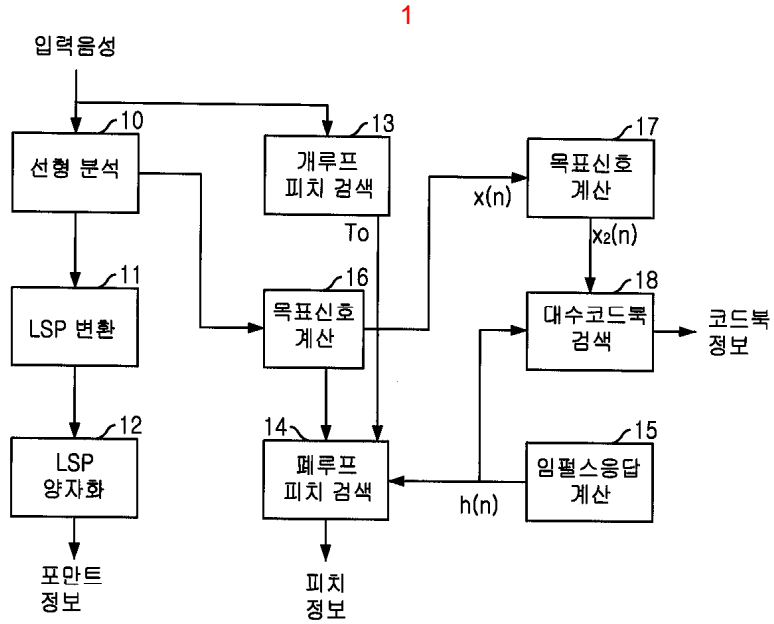 1
입력음성
10
선형 분석
13
개루프
피치 검색
17
목표신호
계산
x(n)
To
x₂(n)
11
LSP 변환
16
목표신호
계산
18
대수코드북
검색
코드북
정보
12
LSP
양자화
14
폐루프
피치 검색
h(n)
15
임펄스응답
계산
포만트
정보
피치
정보